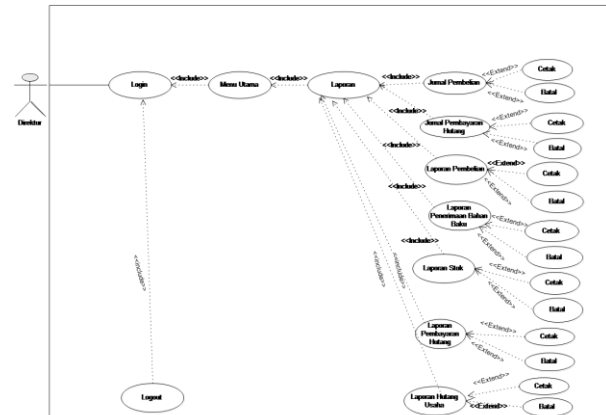 Direktur
Login
<<Include>>
Menu Utama
<<Include>>
Laporan
<<Include>>
Jurnal Pembelian
<<Extend>>
Cetak
<<Extend>>
Batal
<<Include>>
Jurnal Pembayaran
Hutang
<<Extend>>
Cetak
<<Extend>>
Batal
<<Include>>
Laporan Pembelian
<<Extend>>
Cetak
<<Extend>>
Batal
<<Include>>
Laporan
Penerimaan Bahan
Baku
<<Extend>>
Cetak
<<Extend>>
Batal
<<Include>>
Laporan Stok
<<Extend>>
Cetak
<<Extend>>
Batal
<<include>>
Laporan
Pembayaran
Hutang
<<Extend>>
Cetak
<<Extend>>
Batal
<<include>>
Laporan Hutang
Usaha
<<Extend>>
Cetak
<<Extend>>
Batal
<<include>>
Logout